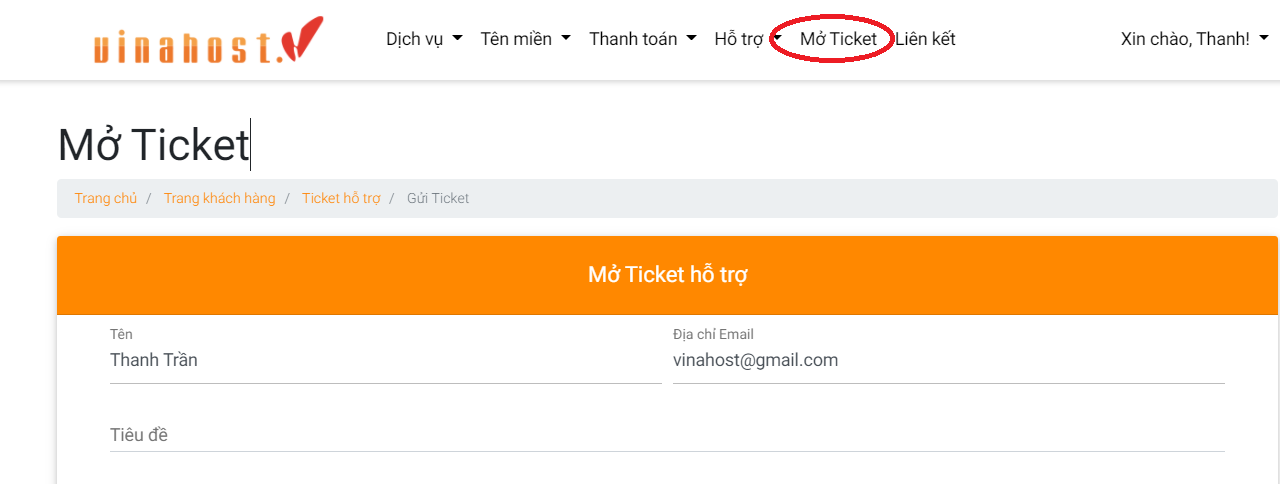 vinahost.
Dịch vụ Tên miền Thanh toán Hỗ trợ Mở Ticket Liên kết Xin chào, Thanh!
Mở Ticket
Trang chủ / Trang khách hàng / Ticket hỗ trợ / Gửi Ticket
Mở Ticket hỗ trợ
Tên Địa chỉ Email
Thanh Trần vinahost@gmail.com
Tiêu đề